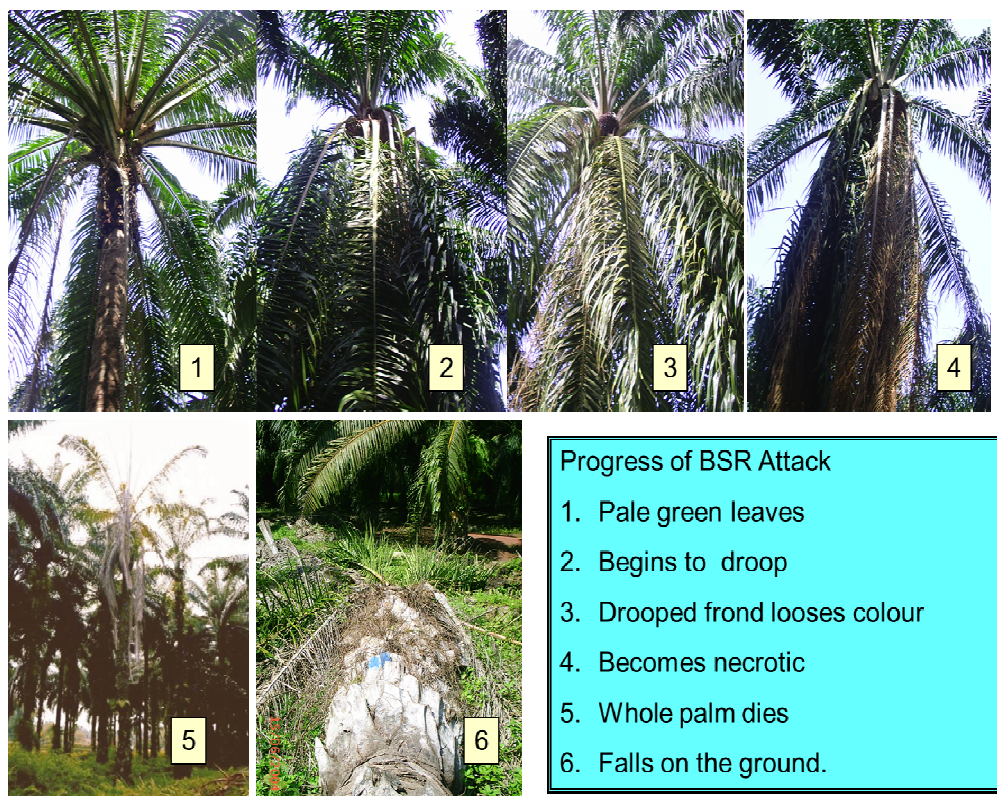 1
2
3
4
5
6
Progress of BSR Attack
1. Pale green leaves
2. Begins to droop
3. Drooped frond looses colour
4. Becomes necrotic
5. Whole palm dies
6. Falls on the ground.